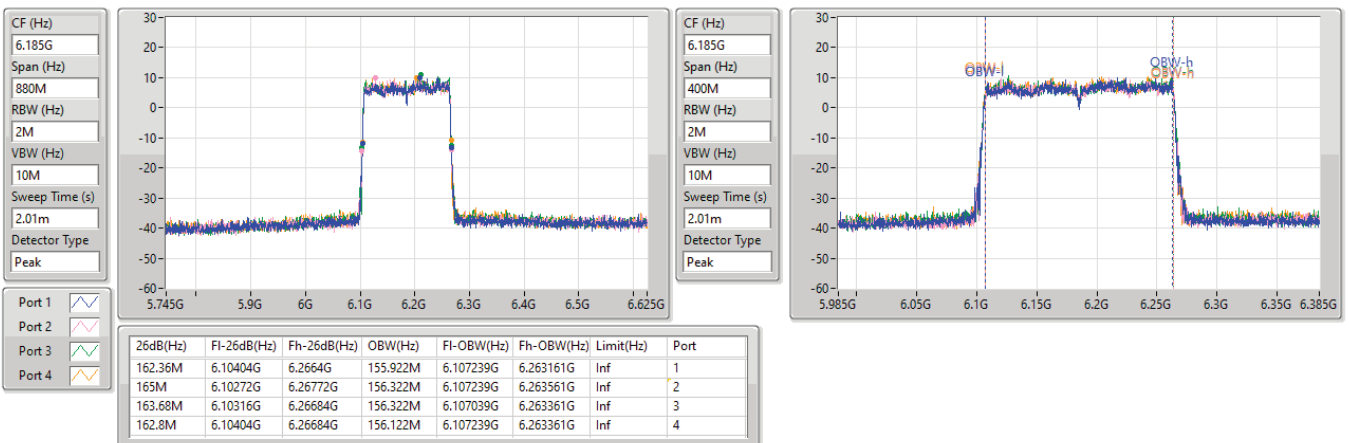 CF (Hz)
6.185G
Span (Hz)
880M
RBW (Hz)
2M
VBW (Hz)
10M
Sweep Time (s)
2.01m
Detector Type
Peak
30
20
10
0
-10
-20
-30
-40
-50
-60
5.745G 5.9G 6G 6.1G 6.2G 6.3G 6.4G 6.5G 6.625G
CF (Hz)
6.185G
Span (Hz)
400M
RBW (Hz)
2M
VBW (Hz)
10M
Sweep Time (s)
2.01m
Detector Type
Peak
30
20
10
0
-10
-20
-30
-40
-50
-60
OBW-l
OBW-h
OBW-h
5.985G 6.05G 6.1G 6.15G 6.2G 6.25G 6.3G 6.35G 6.385G
Port 1
Port 2
Port 3
Port 4
26dB(Hz) Fl-26dB(Hz) Fh-26dB(Hz) OBW(Hz) Fl-OBW(Hz) Fh-OBW(Hz) Limit(Hz) Port
162.36M 6.10404G 6.2664G 155.922M 6.107239G 6.263161G Inf 1
165M 6.10272G 6.26772G 156.322M 6.107239G 6.263561G Inf 2
163.68M 6.10316G 6.26684G 156.322M 6.107039G 6.263361G Inf 3
162.8M 6.10404G 6.26684G 156.122M 6.107239G 6.263361G Inf 4